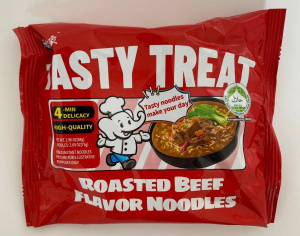 TASTY TREAT
4-MIN
DELICACY
HIGH-QUALITY
Tasty noodles
make your day
ROASTED BEEF
FLAVOR NOODLES